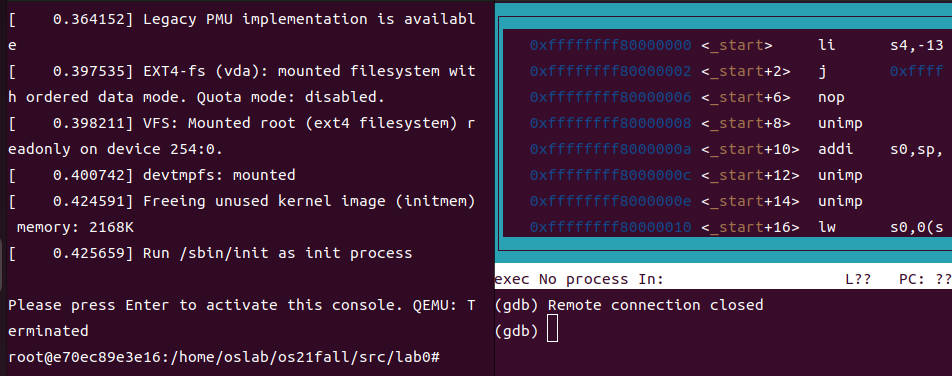 [    0.364152] Legacy PMU implementation is availabl
e
[    0.397535] EXT4-fs (vda): mounted filesystem wit
h ordered data mode. Quota mode: disabled.
[    0.398211] VFS: Mounted root (ext4 filesystem) r
eadonly on device 254:0.
[    0.400742] devtmpfs: mounted
[    0.424591] Freeing unused kernel image (initmem)
 memory: 2168K
[    0.425659] Run /sbin/init as init process
Please press Enter to activate this console. QEMU: T
erminated
root@e70ec89e3e16:/home/oslab/os21fall/src/lab0#
0xffffffff80000000 <_start>     li      s4,-13
0xffffffff80000002 <_start+2>   j       0xffff
0xffffffff80000006 <_start+6>   nop
0xffffffff80000008 <_start+8>   unimp
0xffffffff8000000a <_start+10>  addi    s0,sp,
0xffffffff8000000c <_start+12>  unimp
0xffffffff8000000e <_start+14>  unimp
0xffffffff80000010 <_start+16>  lw      s0,0(s
exec No process In:                     L??   PC: ??
(gdb) Remote connection closed
(gdb)